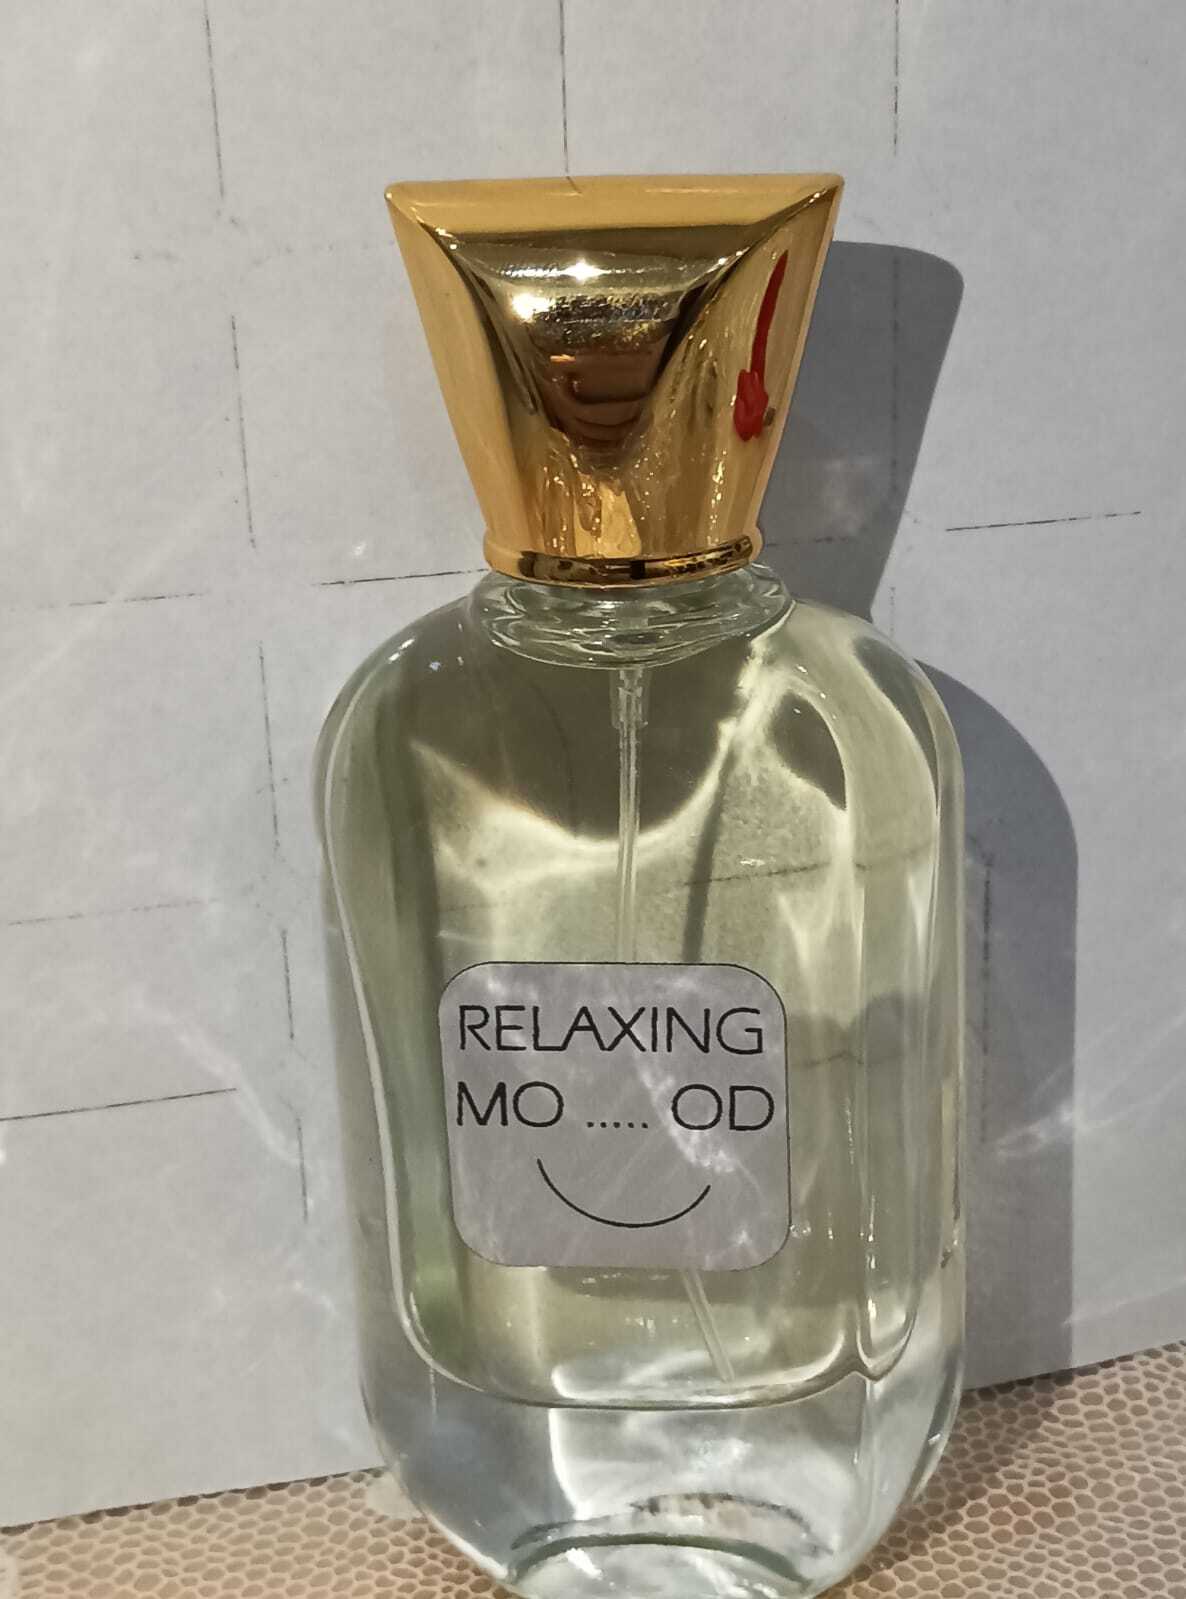 RELAXING
MO ..... OD